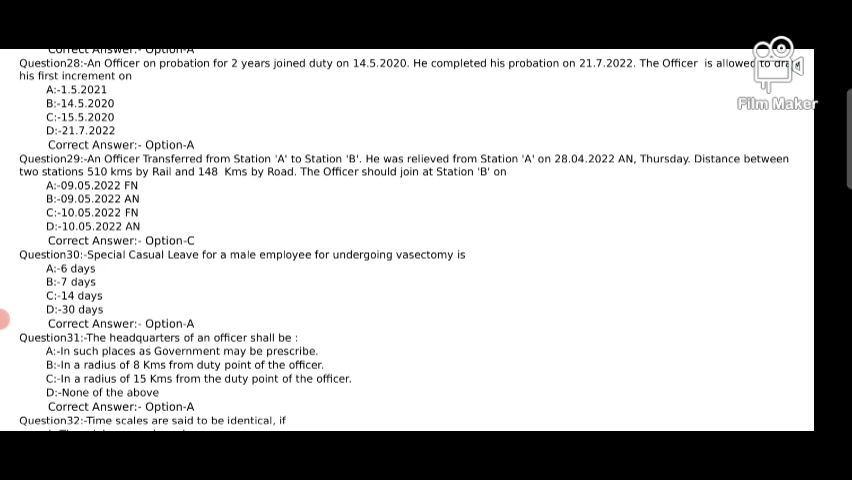 Correct Answer:- Option-A
Question28:-An Officer on probation for 2 years joined duty on 14.5.2020. He completed his probation on 21.7.2022. The Officer  is allowed to draw
his first increment on
A:-1.5.2021
B:-14.5.2020
C:-15.5.2020
D:-21.7.2022
Correct Answer:- Option-A
Question29:-An Officer Transferred from Station 'A' to Station 'B'. He was relieved from Station 'A' on 28.04.2022 AN, Thursday. Distance between
two stations 510 kms by Rail and 148  Kms by Road. The Officer should join at Station 'B' on
A:-09.05.2022 FN
B:-09.05.2022 AN
C:-10.05.2022 FN
D:-10.05.2022 AN
Correct Answer:- Option-C
Question30:-Special Casual Leave for a male employee for undergoing vasectomy is
A:-6 days
B:-7 days
C:-14 days
D:-30 days
Correct Answer:- Option-A
Question31:-The headquarters of an officer shall be :
A:-In such places as Government may be prescribe.
B:-In a radius of 8 Kms from duty point of the officer.
C:-In a radius of 15 Kms from the duty point of the officer.
D:-None of the above
Correct Answer:- Option-A
Question32:-Time scales are said to be identical, if
Film Maker